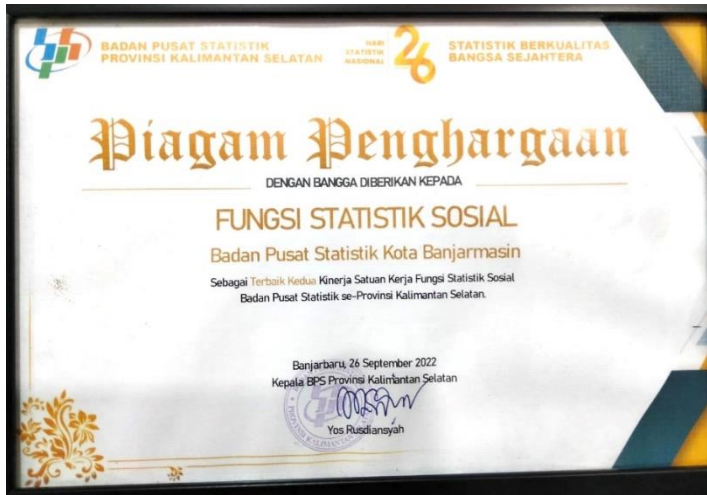 BADAN PUSAT STATISTIK
PROVINSI KALIMANTAN SELATAN
HARI
STATISTIK
NASIONAL
26
STATISTIK BERKUALITAS
BANGSA SEJAHTERA
Piagam Penghargaan
DENGAN BANGGA DIBERIKAN KEPADA
FUNGSI STATISTIK SOSIAL
Badan Pusat Statistik Kota Banjarmasin
Sebagai Terbaik Kedua Kinerja Satuan Kerja Fungsi Statistik Sosial
Badan Pusat Statistik se-Provinsi Kalimantan Selatan.
Banjarbaru, 26 September 2022
Kepala BPS Provinsi Kalimantan Selatan
Yos Rusdiansyah